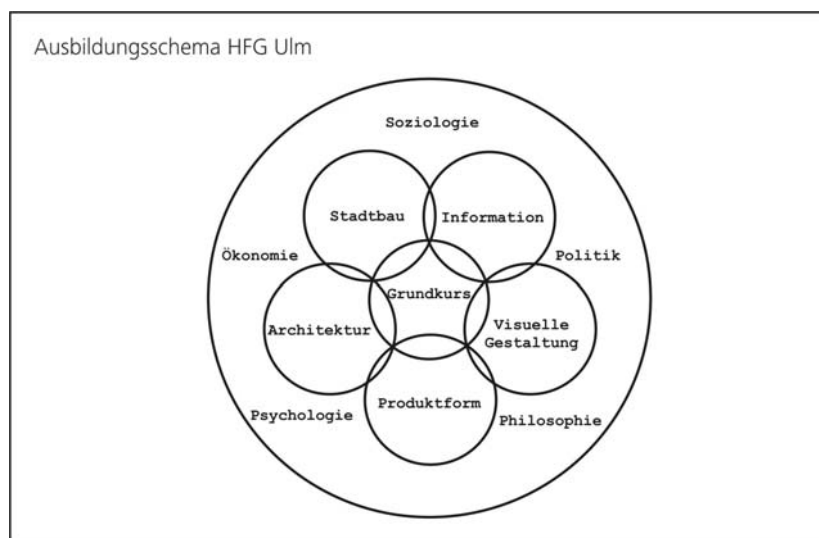 Ausbildungsschema HFG Ulm
Soziologie
Stadtbau
Information
Ökonomie
Politik
Grundkurs
Architektur
Visuelle
Gestaltung
Produktform
Psychologie
Philosophie